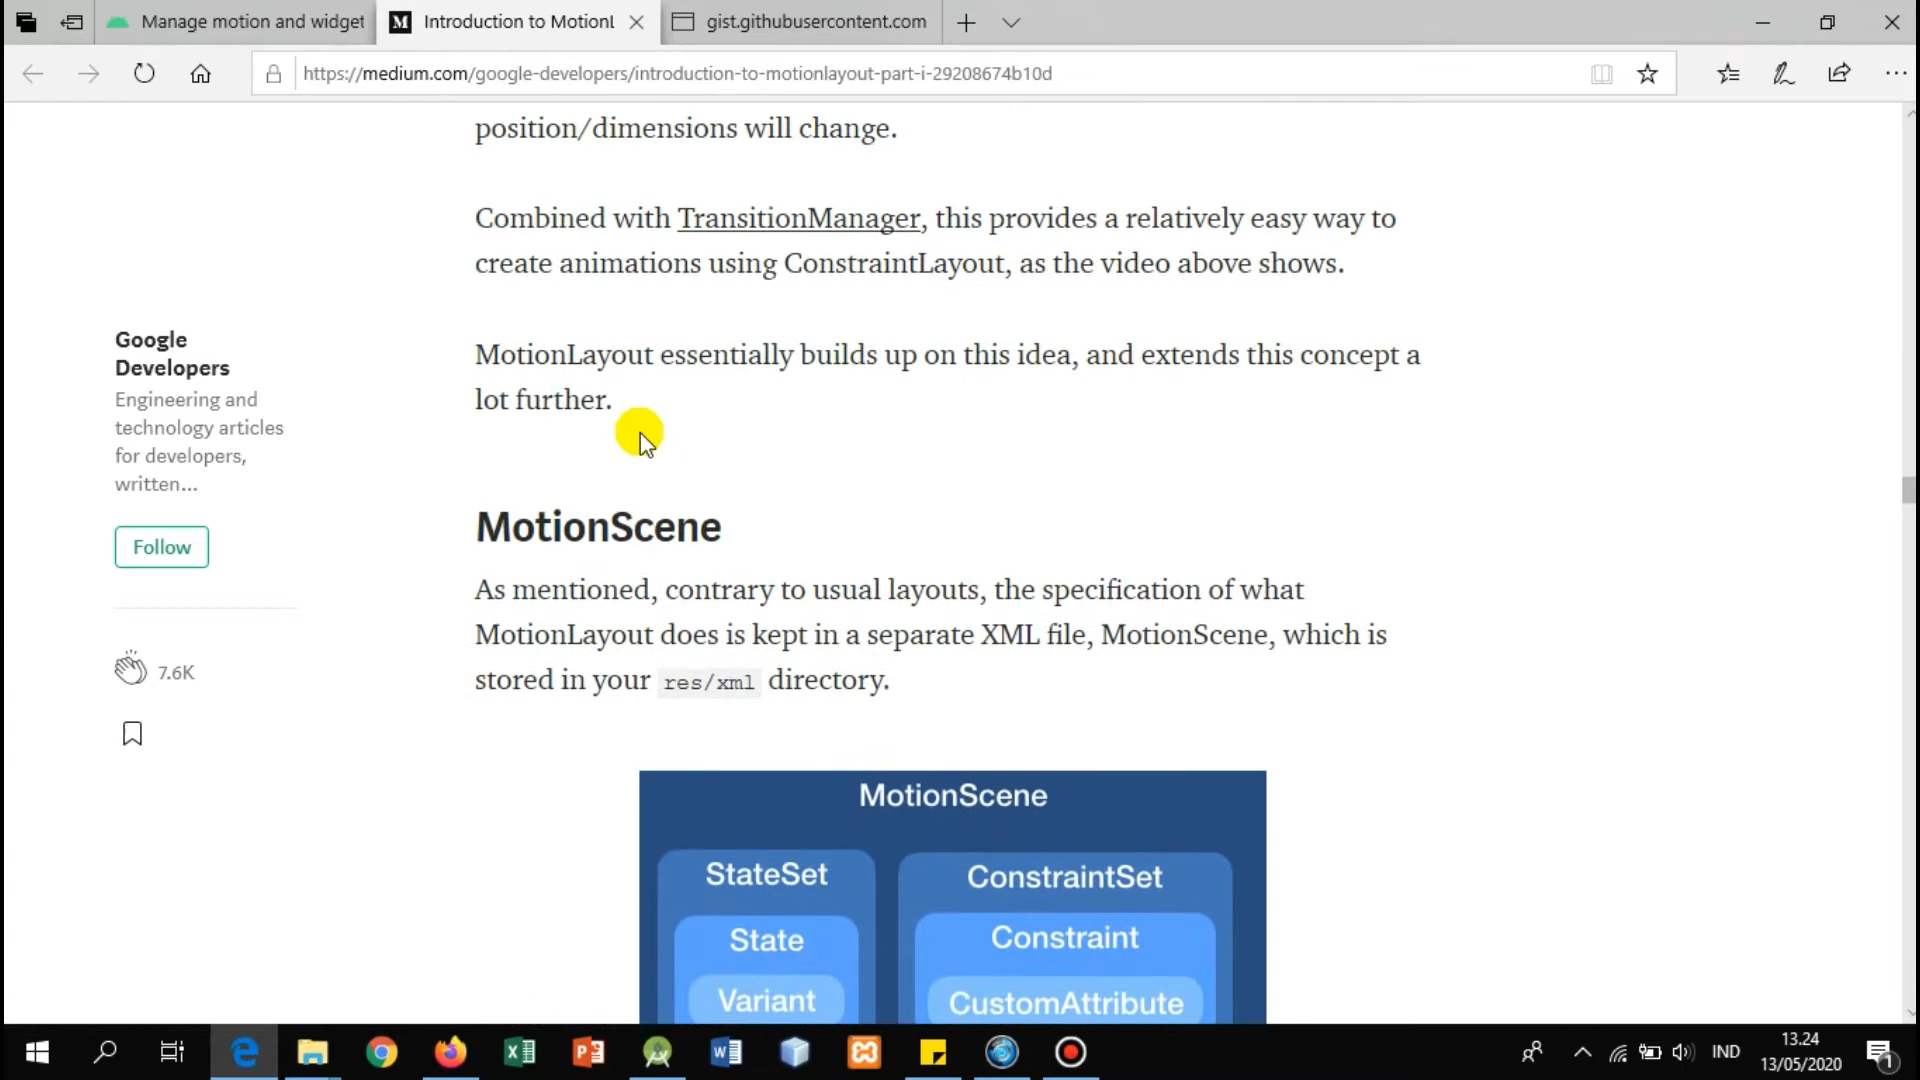 Manage motion and widget
M
Introduction to MotionL
gist.githubusercontent.com
https://medium.com/google-developers/introduction-to-motionlayout-part-i-29208674b10d
position/dimensions will change.
Combined with TransitionManager, this provides a relatively easy way to
create animations using ConstraintLayout, as the video above shows.
MotionLayout essentially builds up on this idea, and extends this concept a
lot further.
Google
Developers
Engineering and
technology articles
for developers,
written...
Follow
7.6K
MotionScene
As mentioned, contrary to usual layouts, the specification of what
MotionLayout does is kept in a separate XML file, MotionScene, which is
stored in your res/xml directory.
MotionScene
StateSet
State
Variant
ConstraintSet
Constraint
CustomAttribute
IND
13.24
13/05/2020
1